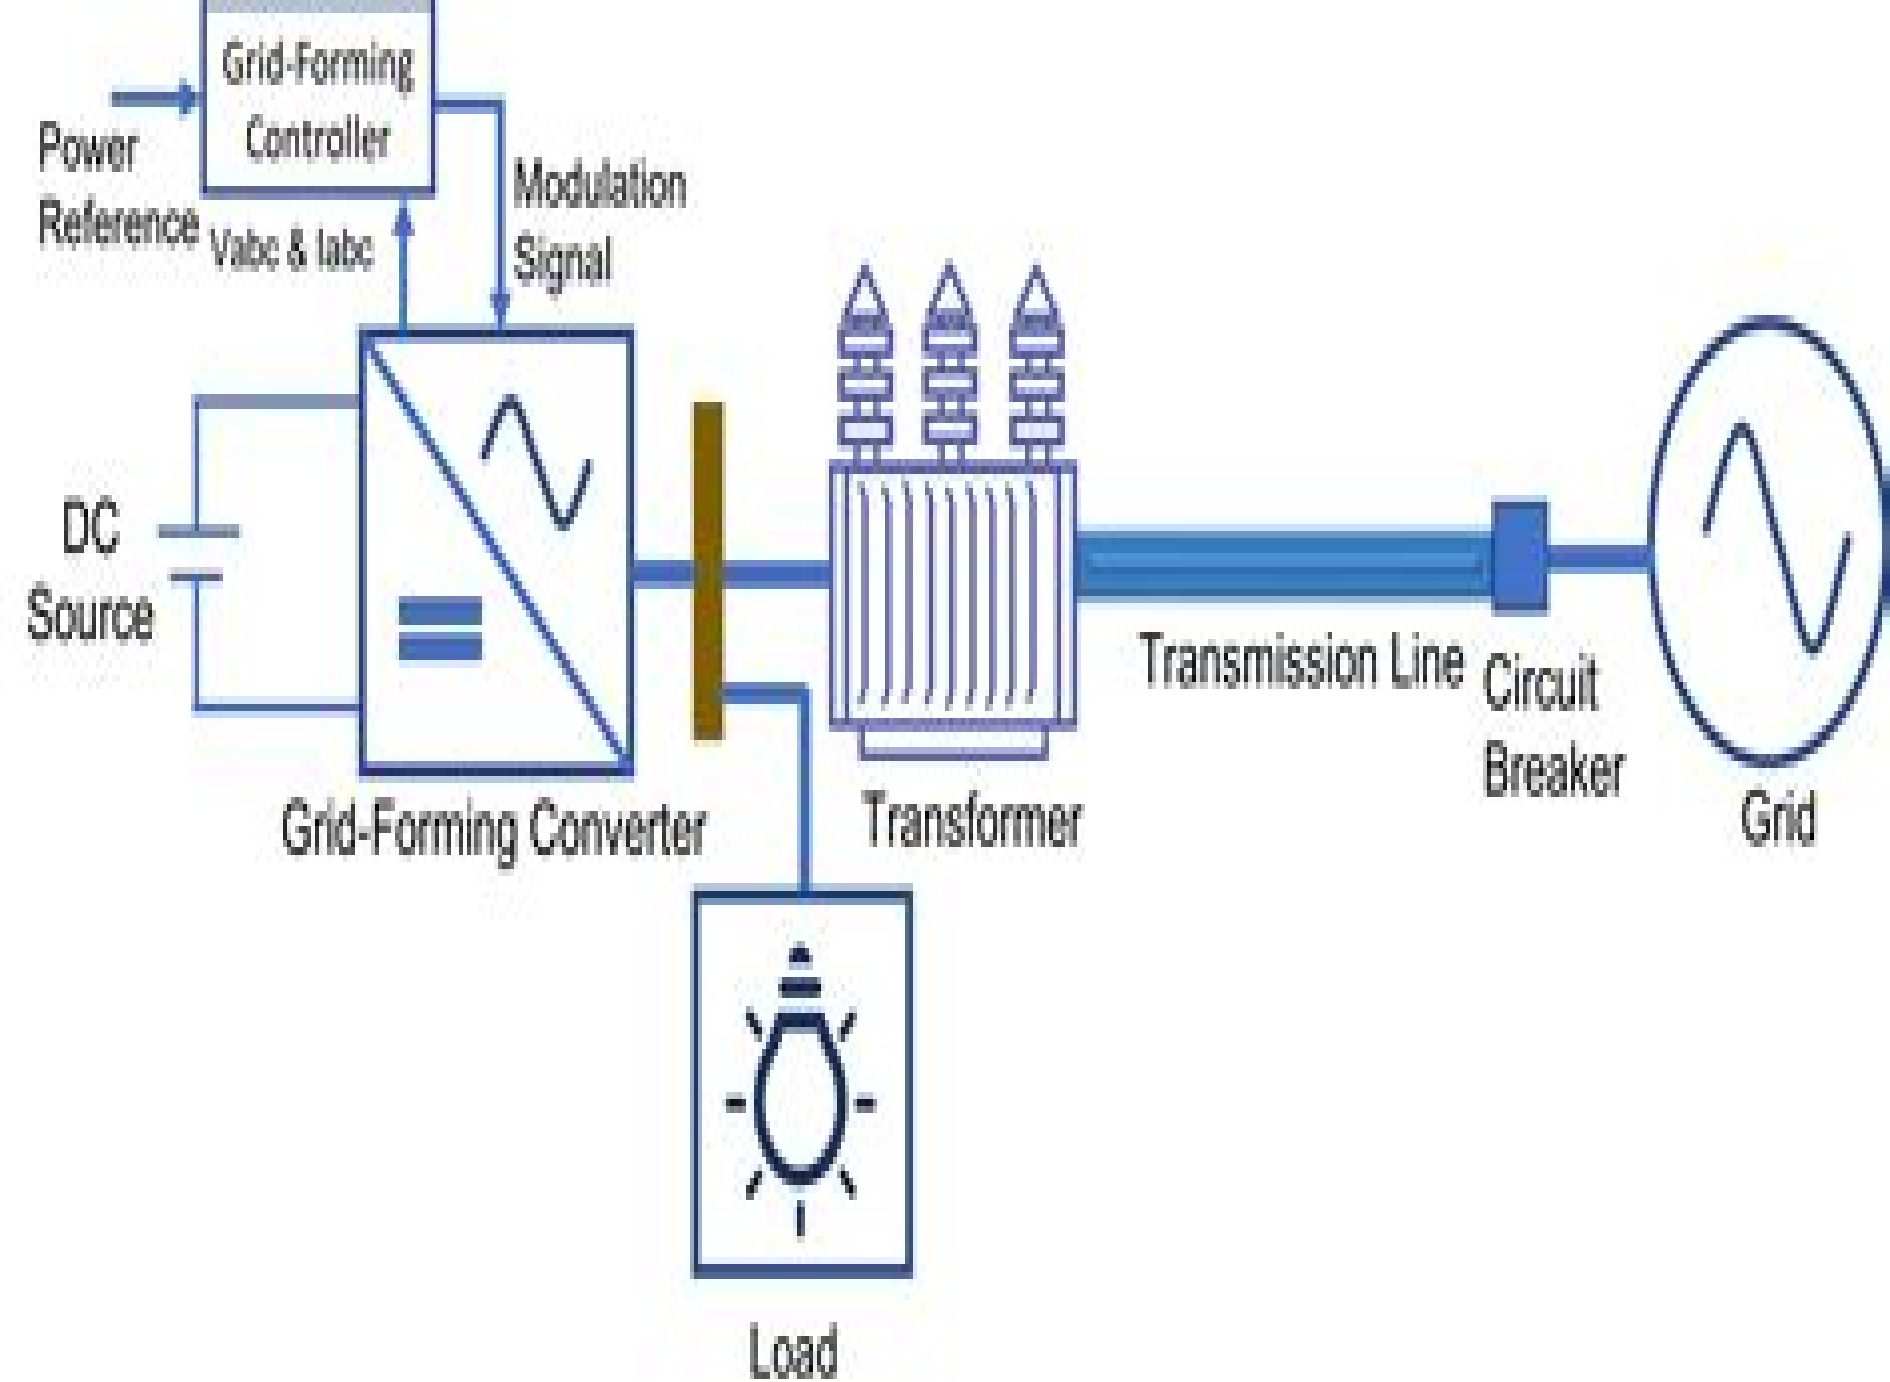 Grid-Forming
Controller
Power
Reference
Vabc & Iabc
Modulation
Signal
DC
Source
Grid-Forming Converter
Transformer
Transmission Line
Circuit
Breaker
Grid
Load